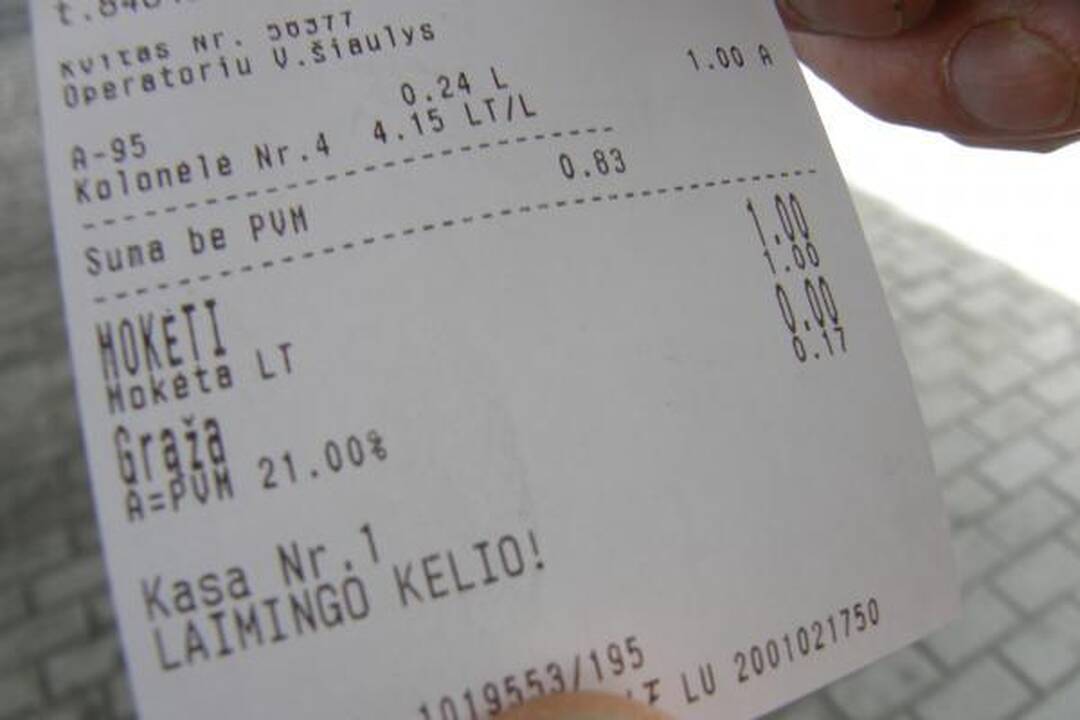 Kvitas Nr. 50377
Operatoriu V.Šiaulys
A-95 0.24 L 1.00 A
Kolonėlė Nr.4 4.15 LT/L
Suma be PVM 0.83
MOKĖTI 1.00
Mokėta LT 1.00
Grąža 0.00
A=PVM 21.00% 0.17
Kasa Nr.1
LAIMINGO KELIO!
1019553/195
LU 2001021750